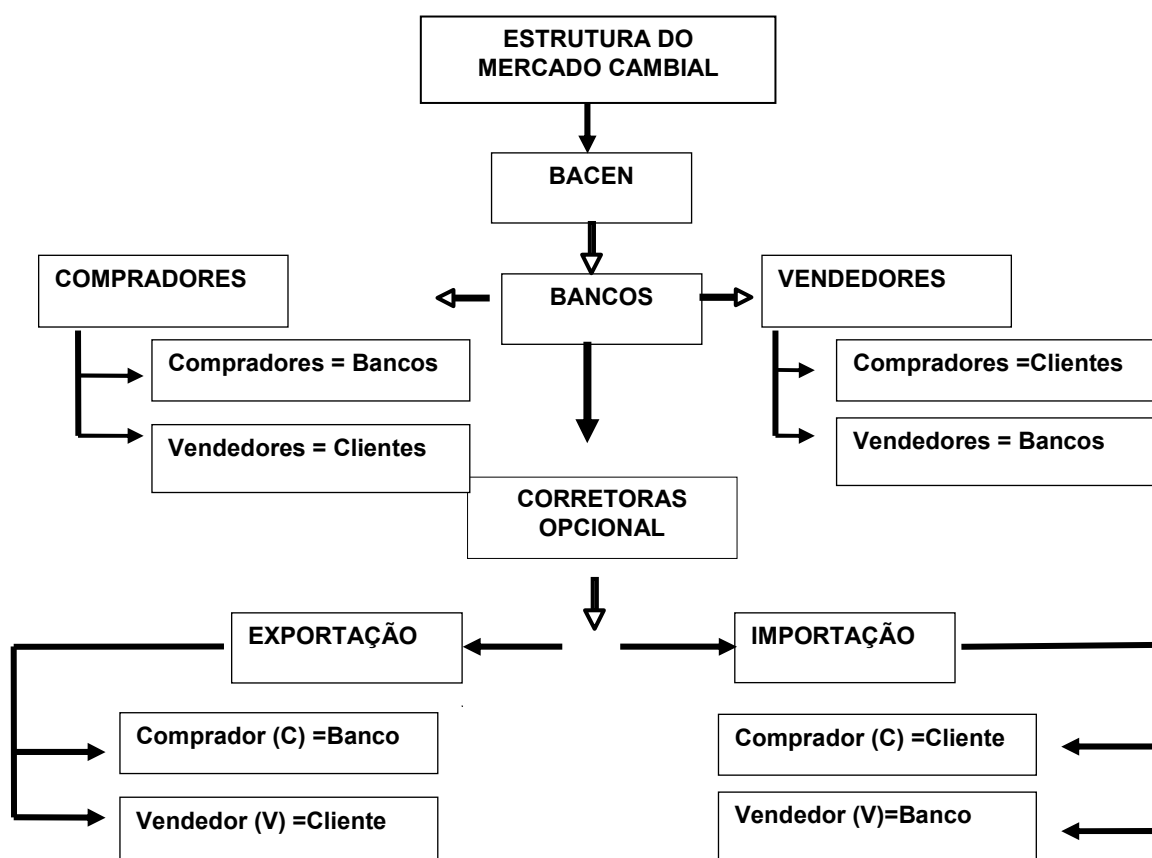 ESTRUTURA DO
MERCADO CAMBIAL
BACEN
COMPRADORES
BANCOS
VENDEDORES
Compradores = Bancos
Compradores =Clientes
Vendedores = Clientes
Vendedores = Bancos
CORRETORAS
OPCIONAL
EXPORTAÇÃO
IMPORTAÇÃO
Comprador (C) =Banco
Comprador (C) =Cliente
Vendedor (V) =Cliente
Vendedor (V)=Banco